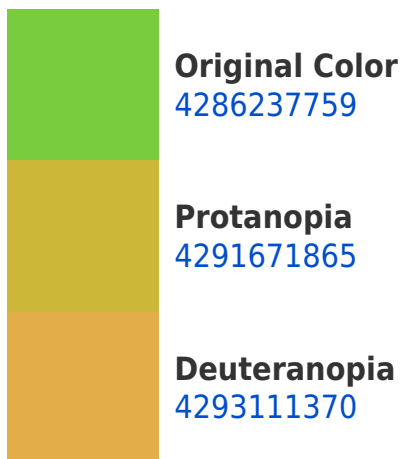 Original Color
4286237759
Protanopia
4291671865
Deuteranopia
4293111370